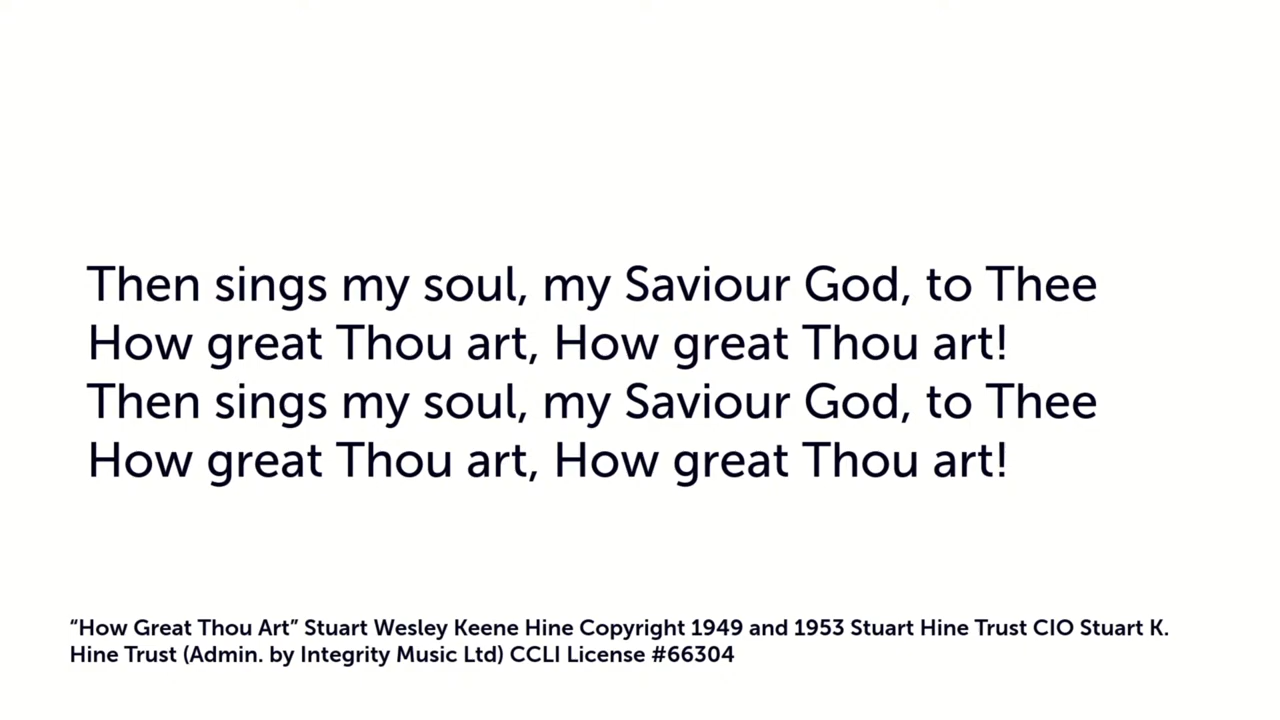 Then sings my soul, my Saviour God, to Thee
How great Thou art, How great Thou art!
Then sings my soul, my Saviour God, to Thee
How great Thou art, How great Thou art!
“How Great Thou Art” Stuart Wesley Keene Hine Copyright 1949 and 1953 Stuart Hine Trust CIO Stuart K.
Hine Trust (Admin. by Integrity Music Ltd) CCLI License #66304